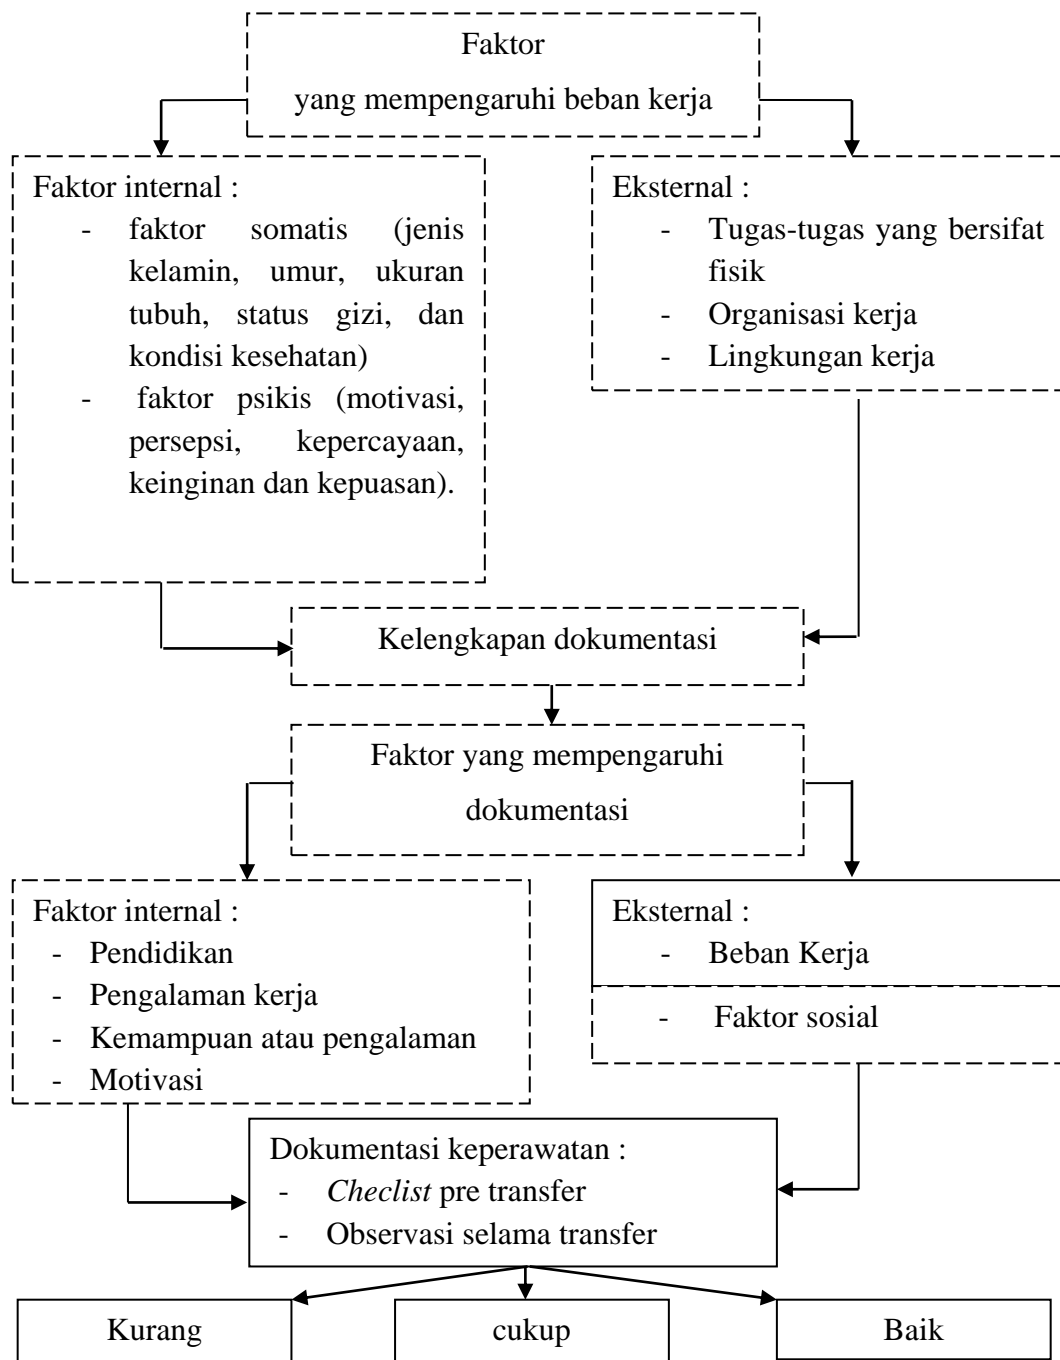 Faktor
yang mempengaruhi beban kerja
Faktor internal :
- faktor somatis (jenis
kelamin, umur, ukuran
tubuh, status gizi, dan
kondisi kesehatan)
- faktor psikis (motivasi,
persepsi, kepercayaan,
keinginan dan kepuasan).
Eksternal :
- Tugas-tugas yang bersifat
fisik
- Organisasi kerja
- Lingkungan kerja
Kelengkapan dokumentasi
Faktor yang mempengaruhi
dokumentasi
Faktor internal :
- Pendidikan
- Pengalaman kerja
- Kemampuan atau pengalaman
- Motivasi
Eksternal :
- Beban Kerja
- Faktor sosial
Dokumentasi keperawatan :
- Checlist pre transfer
- Observasi selama transfer
Kurang
cukup
Baik